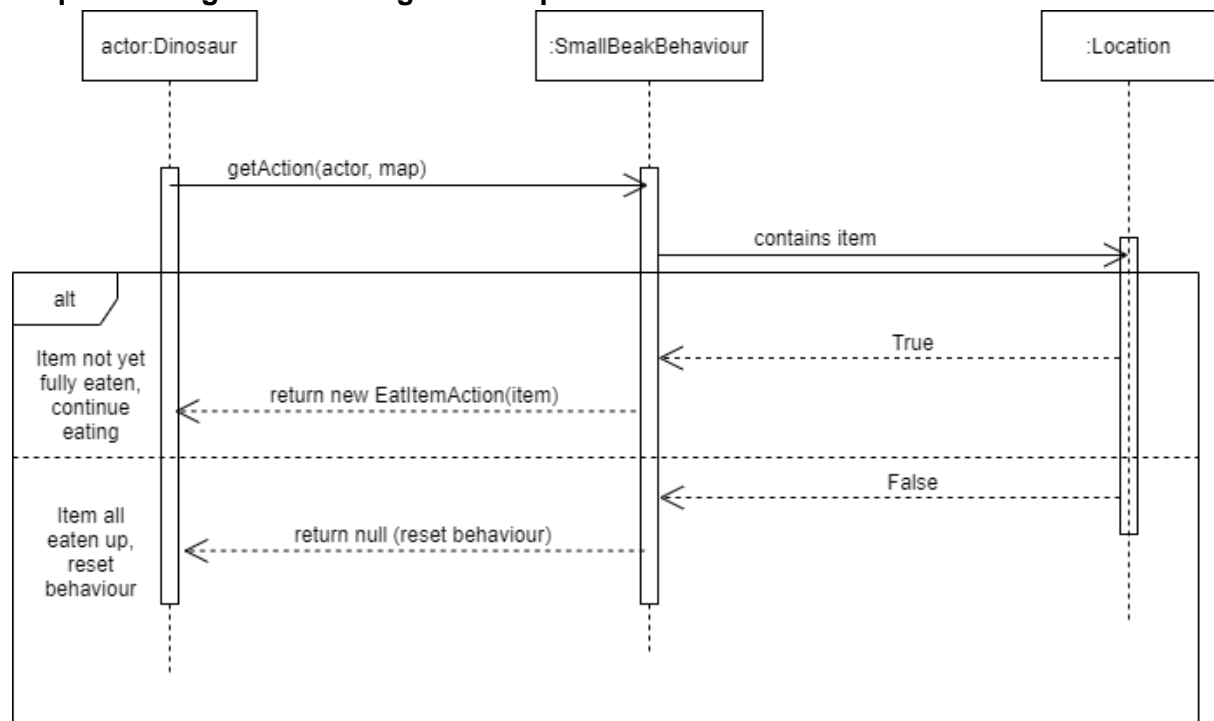 actor:Dinosaur
:SmallBeakBehaviour
:Location
getAction(actor, map)
contains item
alt
True
Item not yet
fully eaten,
continue
eating
return new EatItemAction(item)
False
Item all
eaten up,
reset
behaviour
return null (reset behaviour)